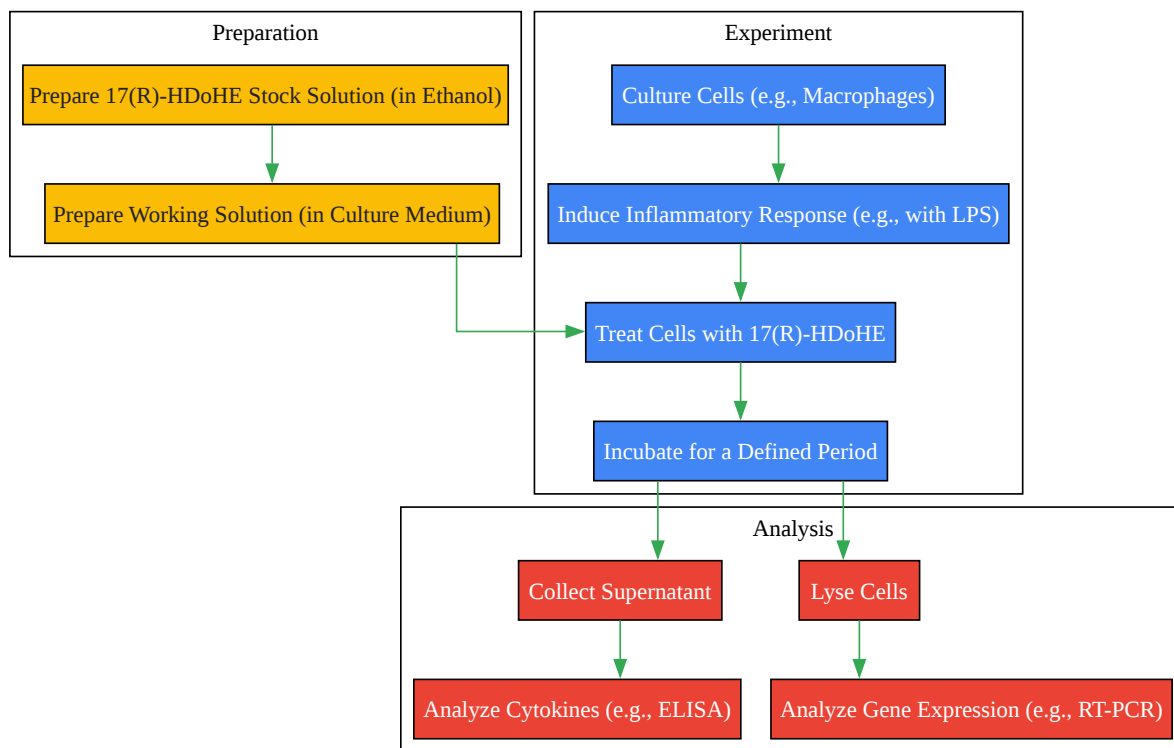 Preparation
Prepare 17(R)-HDoHE Stock Solution (in Ethanol)
Prepare Working Solution (in Culture Medium)
Experiment
Culture Cells (e.g., Macrophages)
Induce Inflammatory Response (e.g., with LPS)
Treat Cells with 17(R)-HDoHE
Incubate for a Defined Period
Analysis
Collect Supernatant
Lyse Cells
Analyze Cytokines (e.g., ELISA)
Analyze Gene Expression (e.g., RT-PCR)